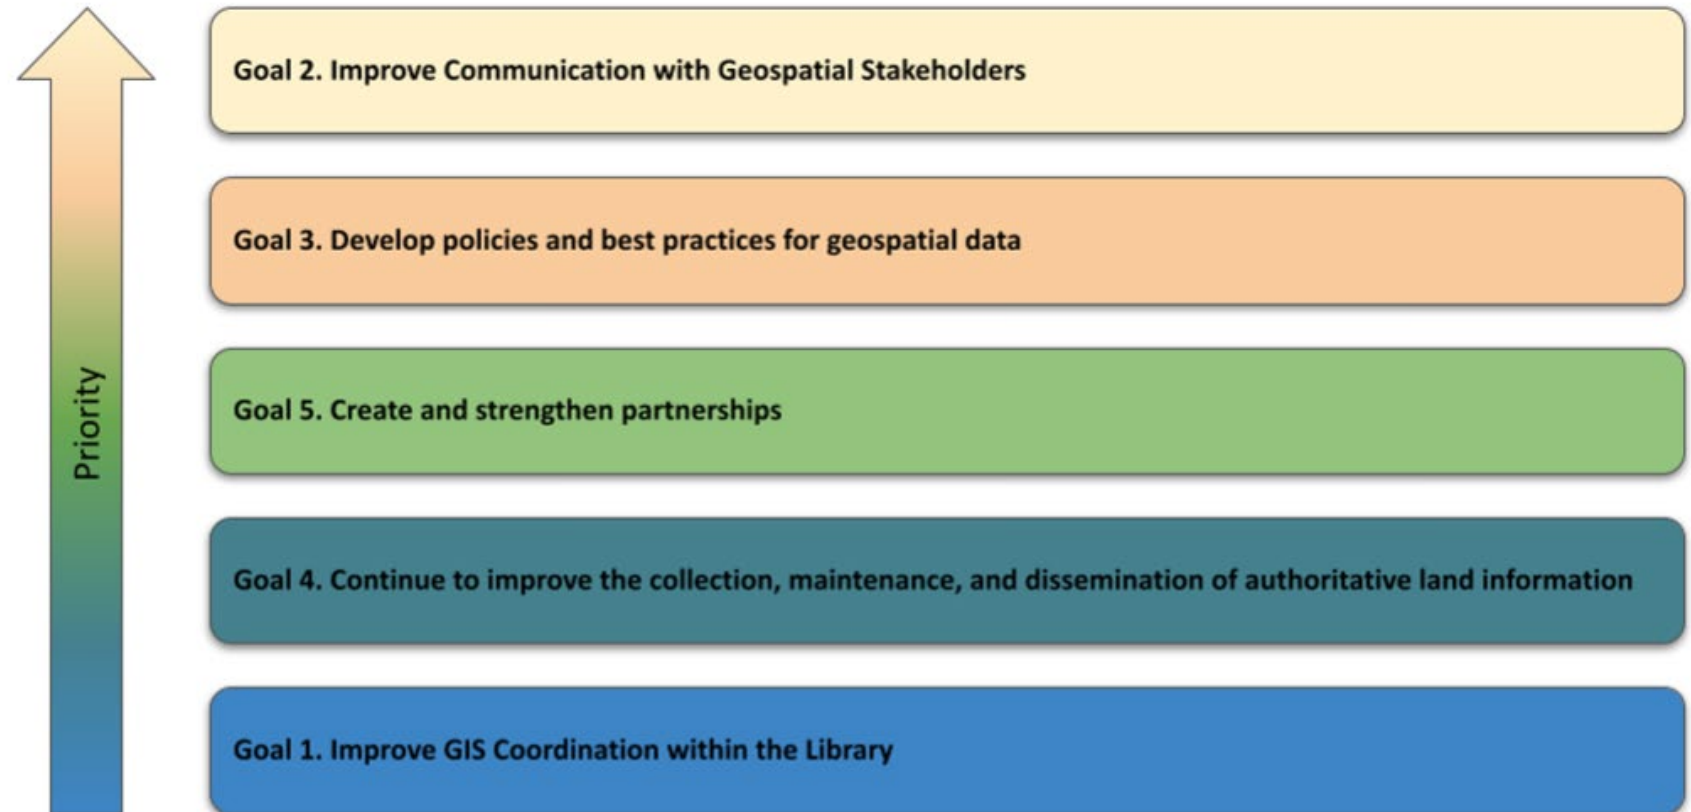 Goal 2. Improve Communication with Geospatial Stakeholders
Goal 3. Develop policies and best practices for geospatial data
Priority
Goal 5. Create and strengthen partnerships
Goal 4. Continue to improve the collection, maintenance, and dissemination of authoritative land information
Goal 1. Improve GIS Coordination within the Library